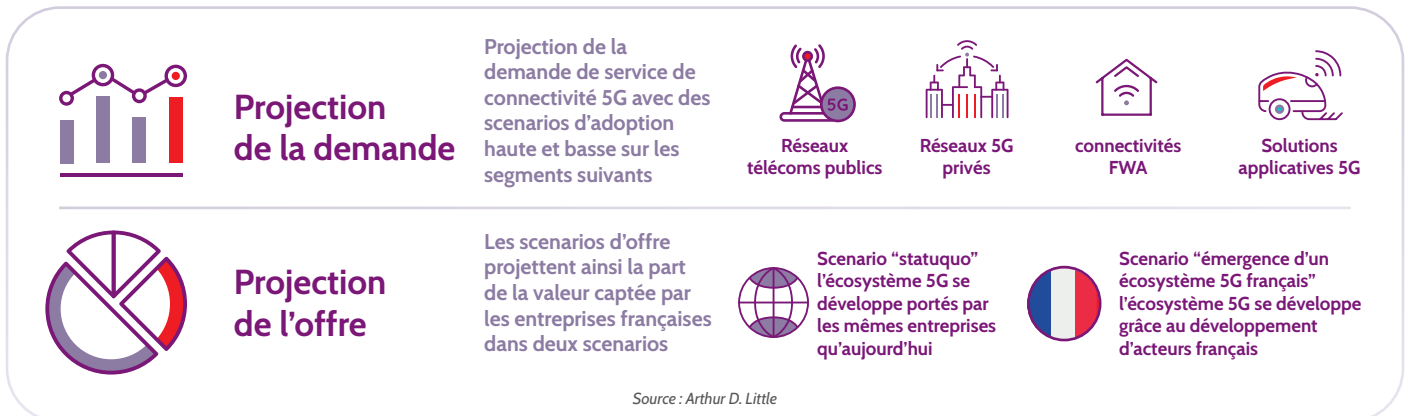 Projection
de la demande
Projection de la
demande de service de
connectivité 5G avec des
scenarios d'adoption
haute et basse sur les
segments suivants
5G
Réseaux
télécoms publics
Réseaux 5G
privés
connectivités
FWA
Solutions
applicatives 5G
Projection
de l'offre
Les scenarios d'offre
projettent ainsi la part
de la valeur captée par
les entreprises françaises
dans deux scenarios
Scenario "statuquo"
l'écosystème 5G se
développe portés par
les mêmes entreprises
qu'aujourd'hui
Scenario "émergence d'un
écosystème 5G français"
l'écosystème 5G se développe
grâce au développement
d'acteurs français
Source : Arthur D. Little